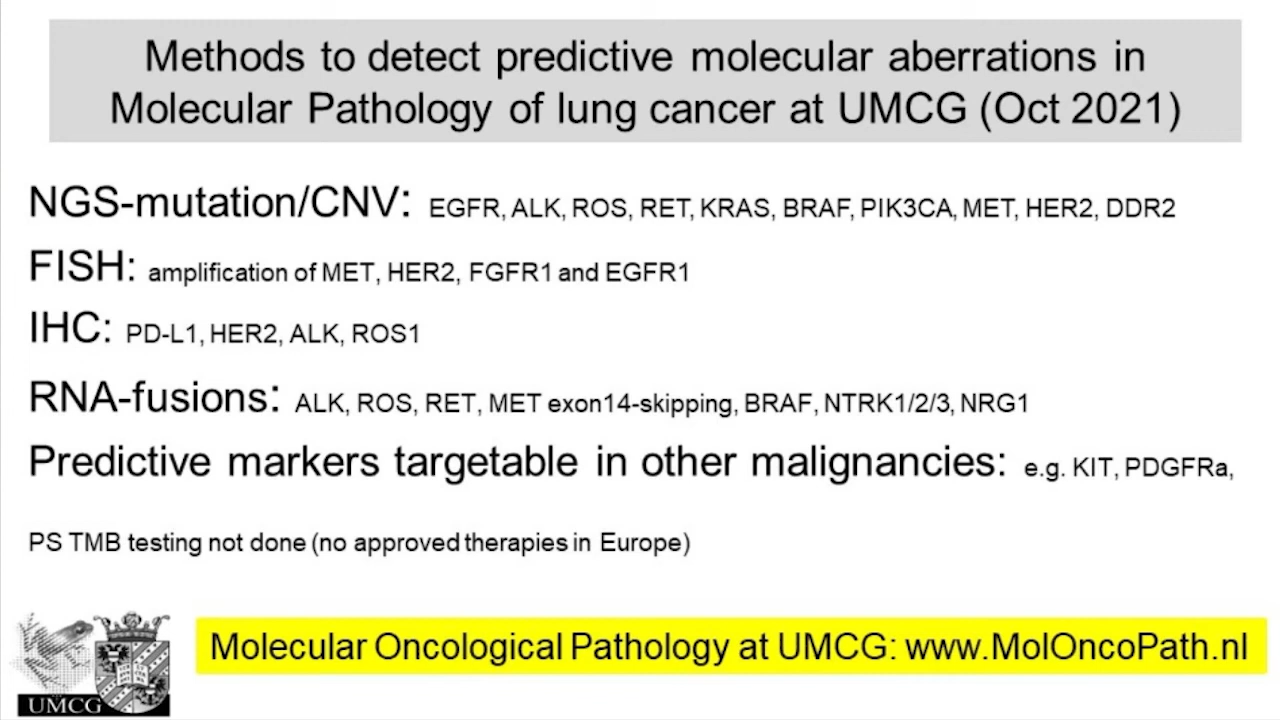 Methods to detect predictive molecular aberrations in
Molecular Pathology of lung cancer at UMCG (Oct 2021)
NGS-mutation/CNV: EGFR, ALK, ROS, RET, KRAS, BRAF, PIK3CA, MET, HER2, DDR2
FISH: amplification of MET, HER2, FGFR1 and EGFR1
IHC: PD-L1, HER2, ALK, ROS1
RNA-fusions: ALK, ROS, RET, MET exon14-skipping, BRAF, NTRK1/2/3, NRG1
Predictive markers targetable in other malignancies: e.g. KIT, PDGFRa,
PS TMB testing not done (no approved therapies in Europe)
UMCG
Molecular Oncological Pathology at UMCG: www.MolOncoPath.nl